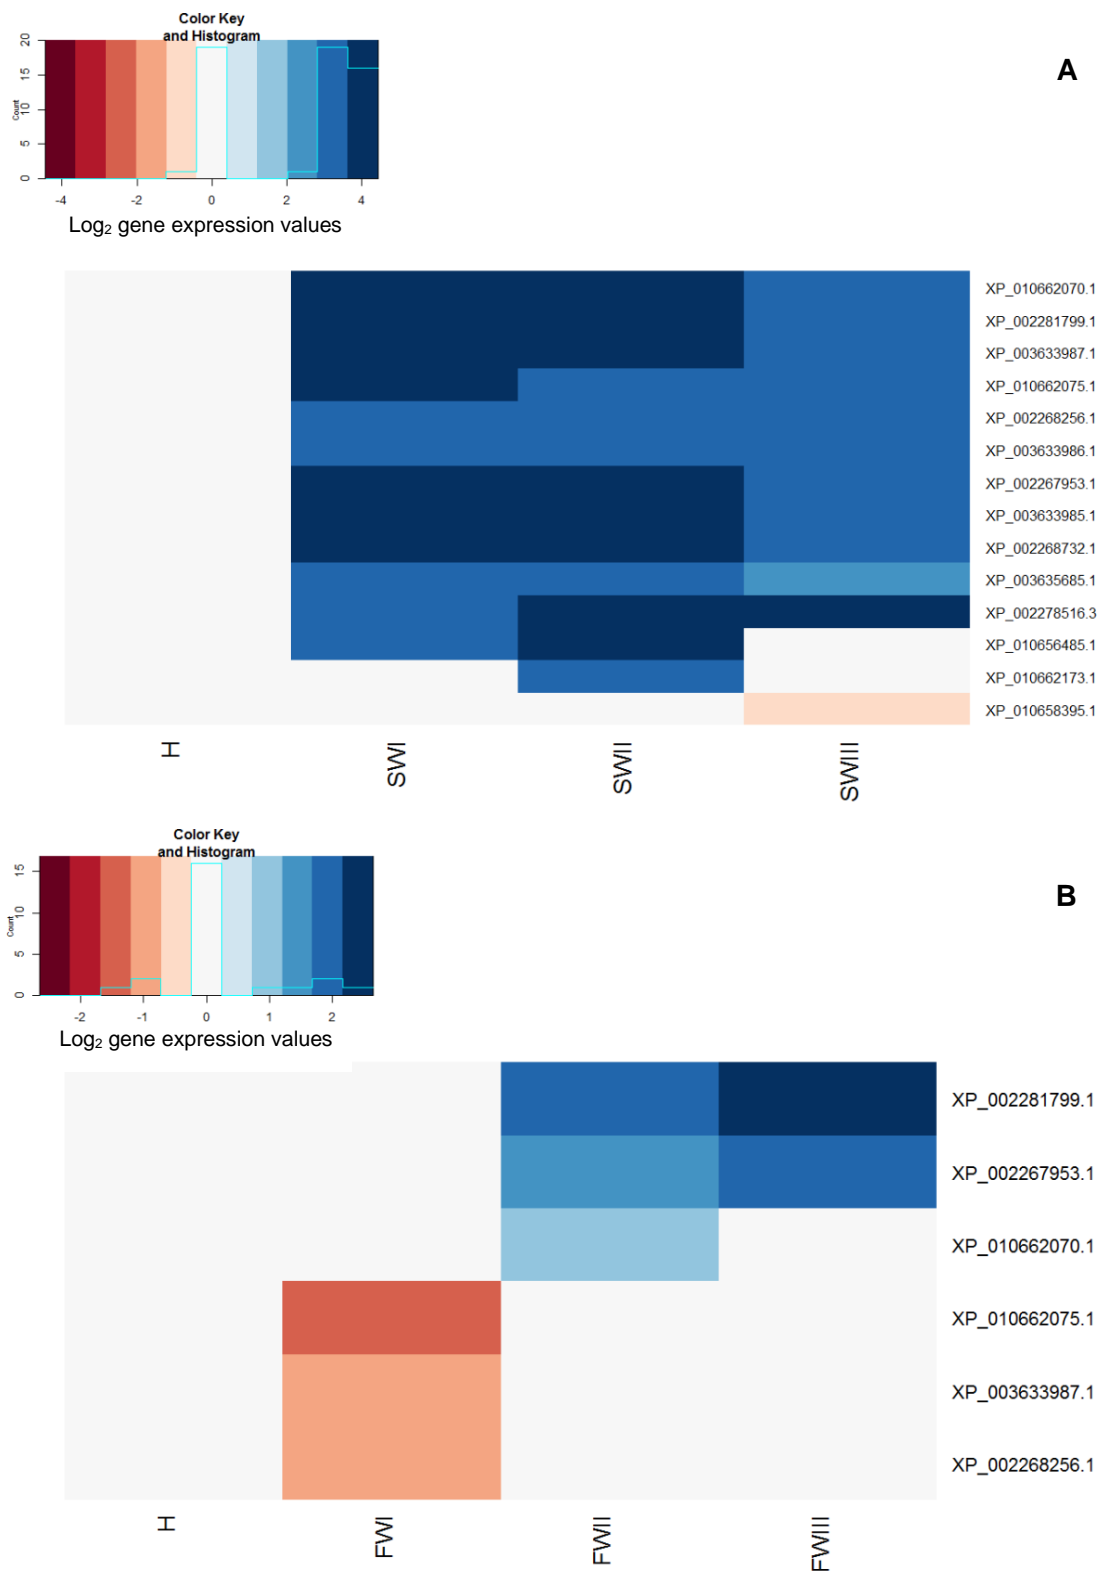 Color Key
and Histogram
A
Count
0 5 10 15 20
-4 -2 0 2 4
Log₂ gene expression values
XP_010662070.1
XP_002281799.1
XP_003633987.1
XP_010662075.1
XP_002268256.1
XP_003633986.1
XP_002267953.1
XP_003633985.1
XP_002268732.1
XP_003635685.1
XP_002278516.3
XP_010656485.1
XP_010662173.1
XP_010658395.1
H SWI SWII SWIII
Color Key
and Histogram
B
Count
0 5 10 15
-2 -1 0 1 2
Log₂ gene expression values
XP_002281799.1
XP_002267953.1
XP_010662070.1
XP_010662075.1
XP_003633987.1
XP_002268256.1
H FWI FWII FWIII